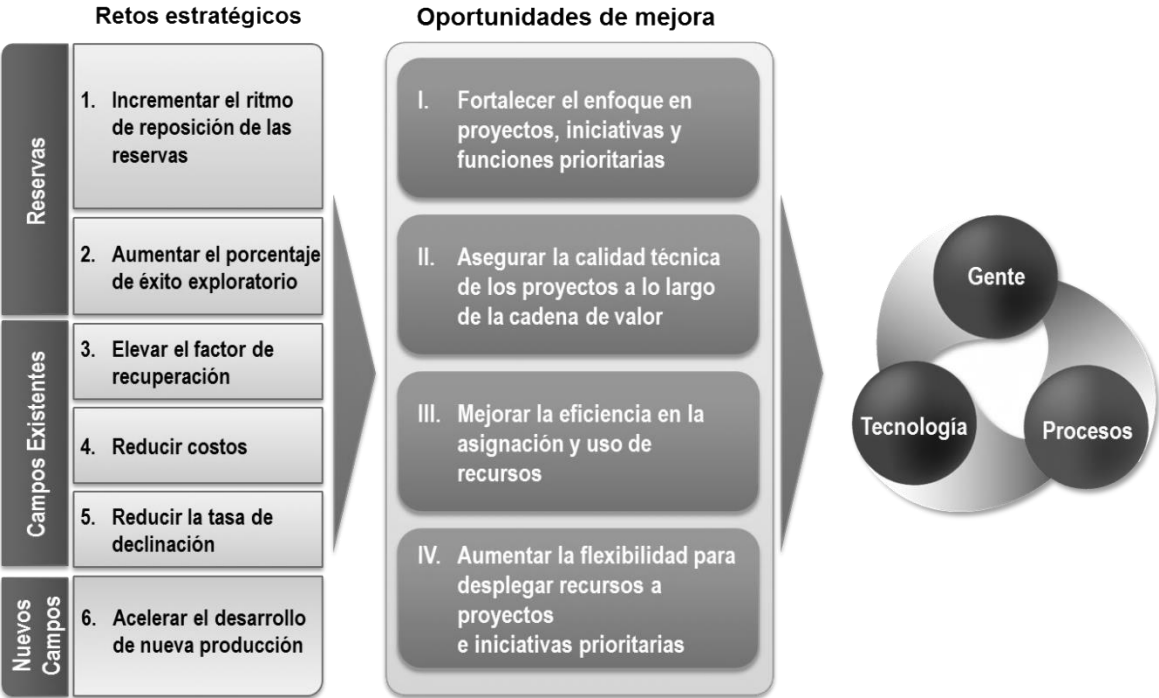 Retos estratégicos
Reservas
1. Incrementar el ritmo
de reposición de las
reservas
2. Aumentar el porcentaje
de éxito exploratorio
Campos Existentes
3. Elevar el factor de
recuperación
4. Reducir costos
5. Reducir la tasa de
declinación
Nuevos
Campos
6. Acelerar el desarrollo
de nueva producción
Oportunidades de mejora
I. Fortalecer el enfoque en
proyectos, iniciativas y
funciones prioritarias
II. Asegurar la calidad técnica
de los proyectos a lo largo
de la cadena de valor
III. Mejorar la eficiencia en la
asignación y uso de
recursos
IV. Aumentar la flexibilidad para
desplegar recursos a
proyectos
e iniciativas prioritarias
Gente
Tecnología
Procesos